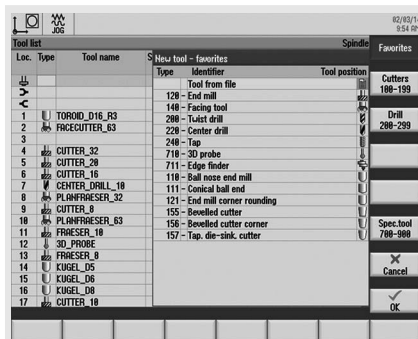 02/03/1
9:54 AM
JOG
Tool list
Spindle
Favorites
Loc. Type Tool name S
New tool - favorites
Type Identifier Tool position
Tool from file
120 - End mill
140 - Facing tool
200 - Twist drill
220 - Center drill
240 - Tap
710 - 3D probe
711 - Edge finder
110 - Ball nose end mill
111 - Conical ball end
121 - End mill corner rounding
155 - Bevelled cutter
156 - Bevelled cutter corner
157 - Tap. die-sink. cutter
1 TOROID_D16_R3
2 FACECUTTER_63
3
4 CUTTER_32
5 CUTTER_20
6 CUTTER_16
7 CENTER_DRILL_10
8 PLANFRAESER_32
9 CUTTER_8
10 PLANFRAESER_63
11 FRAESER_10
12 3D_PROBE
13 FRAESER_8
14 KUGEL_D5
15 KUGEL_D6
16 KUGEL_D8
17 CUTTER_10
Cutters
100-199
Drill
200-299
Spec.tool
700-900
Cancel
OK